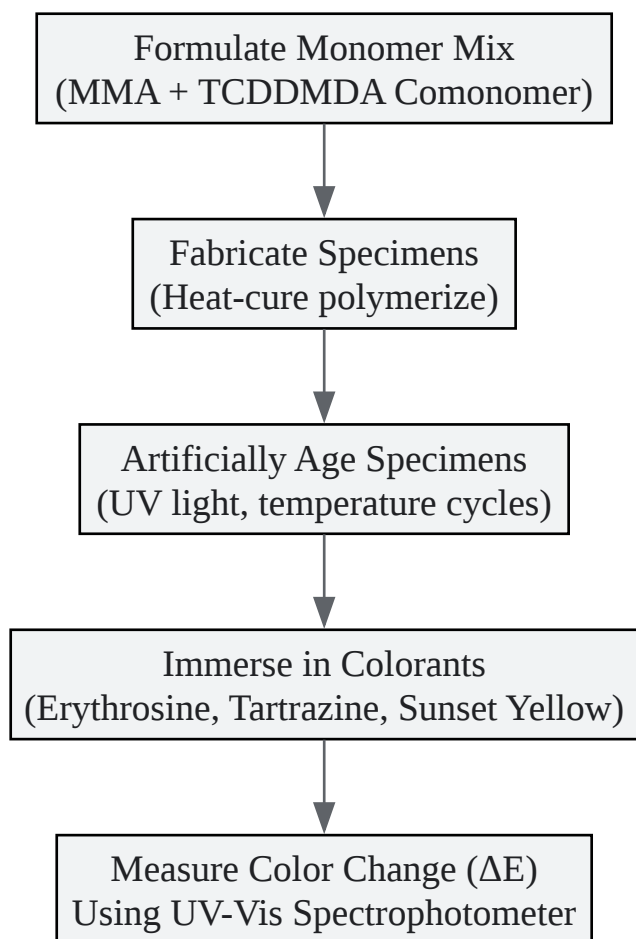 Formulate Monomer Mix
(MMA + TCDDMDA Comonomer)
Fabricate Specimens
(Heat-cure polymerize)
Artificially Age Specimens
(UV light, temperature cycles)
Immerse in Colorants
(Erythrosine, Tartrazine, Sunset Yellow)
Measure Color Change (ΔE)
Using UV-Vis Spectrophotometer